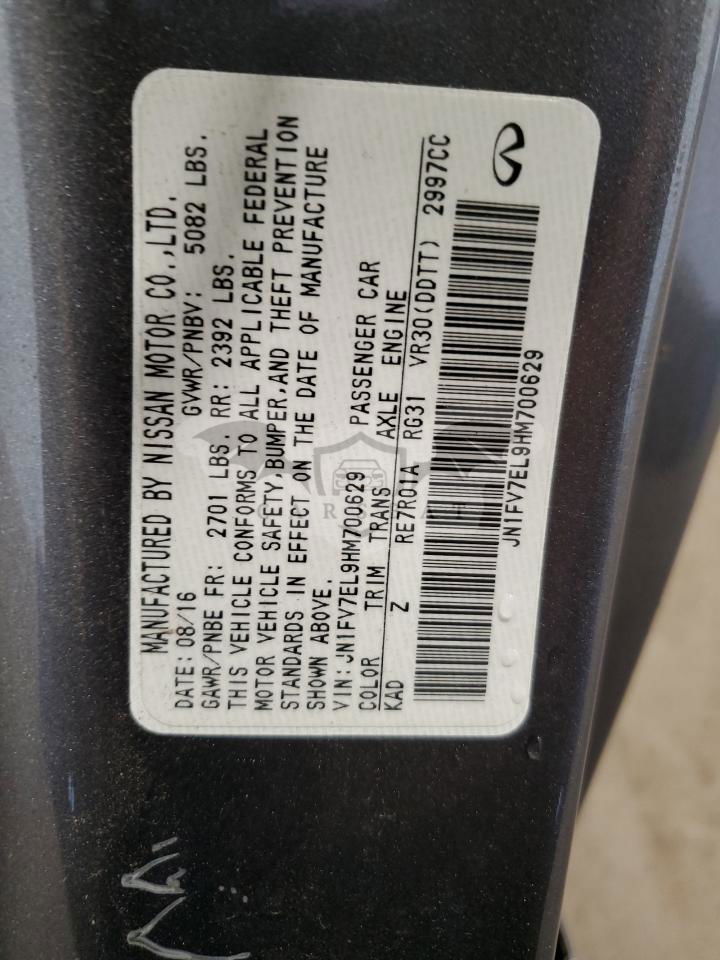 MANUFACTURED BY NISSAN MOTOR CO.,LTD.
DATE: 08/16 GVWR/PNBV: 5082 LBS.
GAWR/PNBE FR: 2701 LBS. RR: 2392 LBS.
THIS VEHICLE CONFORMS TO ALL APPLICABLE FEDERAL
MOTOR VEHICLE SAFETY,BUMPER,AND THEFT PREVENTION
STANDARDS IN EFFECT ON THE DATE OF MANUFACTURE
SHOWN ABOVE.
VIN:JN1FV7EL9HM700629 PASSENGER CAR
COLOR TRIM TRANS AXLE ENGINE
KAD Z RE7R01A RG31 VR30(DDTT) 2997CC
JN1FV7EL9HM700629